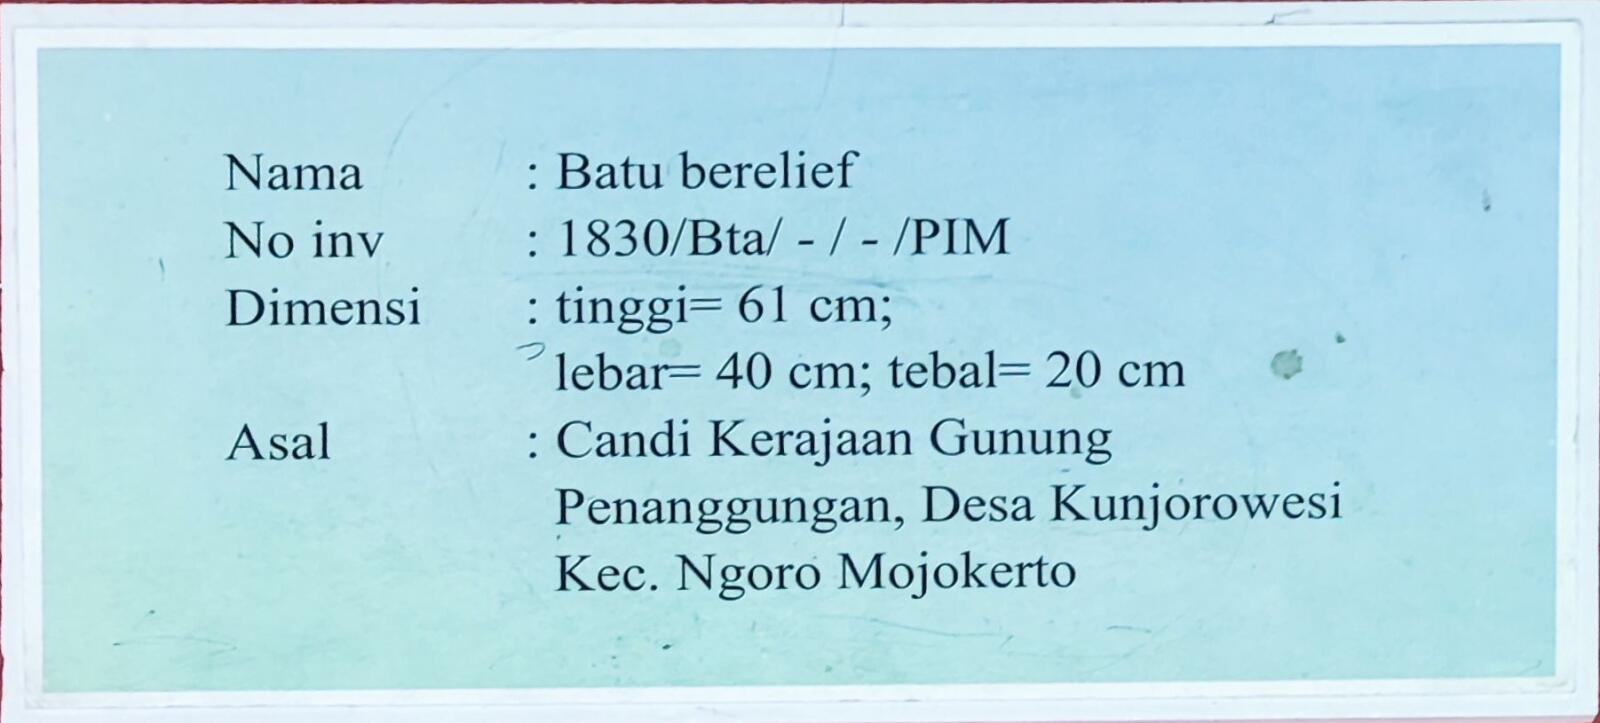 Nama : Batu berelief
No inv : 1830/Bta/ - / - /PIM
Dimensi : tinggi= 61 cm;
lebar= 40 cm; tebal= 20 cm
Asal : Candi Kerajaan Gunung
Penanggungan, Desa Kunjorowesi
Kec. Ngoro Mojokerto